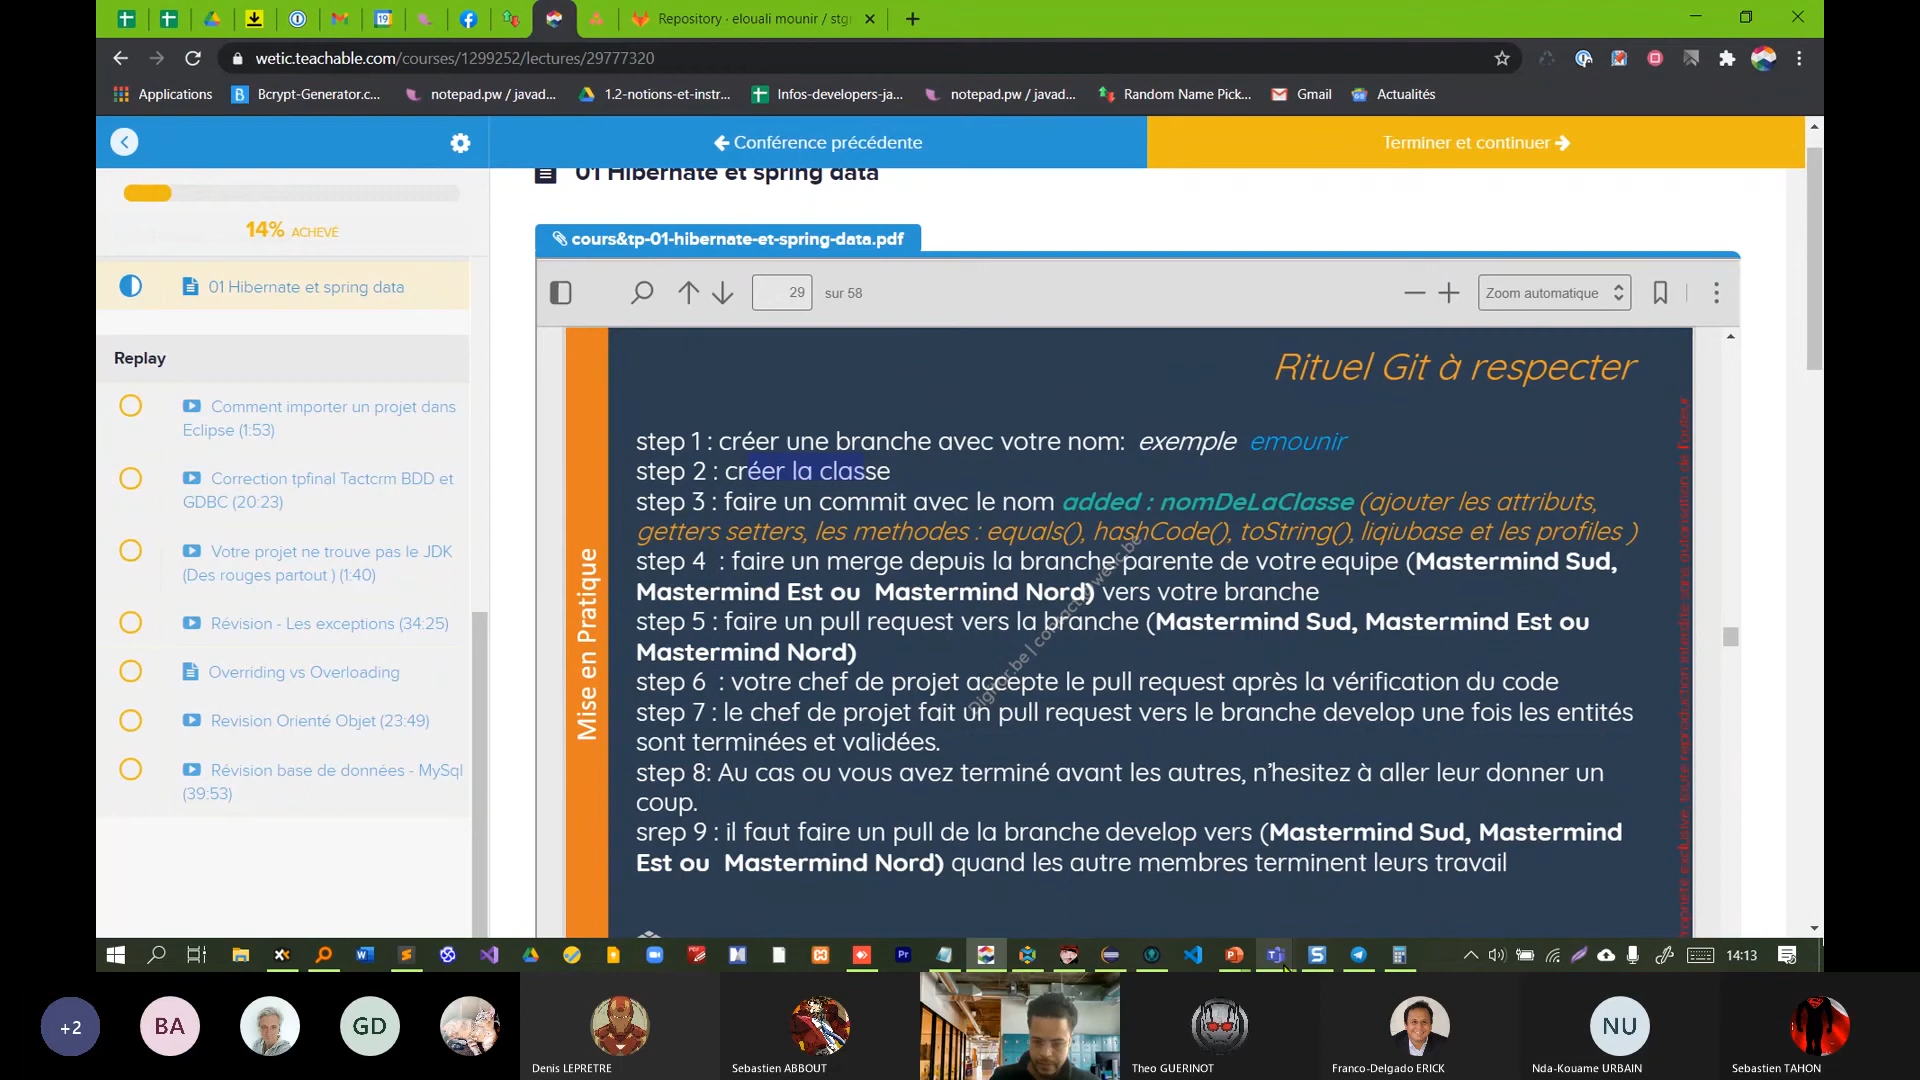 Repository · elouali mounir / stg
wetic.teachable.com/courses/1299252/lectures/29777320
Applications
Bcrypt-Generator.c...
notepad.pw / javad...
1.2-notions-et-instr...
Infos-developers-ja...
notepad.pw / javad...
Random Name Pick...
Gmail
Actualités
Conférence précédente
Terminer et continuer
14% ACHEVÉ
01 Hibernate et spring data
Replay
Comment importer un projet dans
Eclipse (1:53)
Correction tpfinal Tactcrm BDD et
GDBC (20:23)
Votre projet ne trouve pas le JDK
(Des rouges partout ) (1:40)
Révision - Les exceptions (34:25)
Overriding vs Overloading
Revision Orienté Objet (23:49)
Révision base de données - MySql
(39:53)
01 Hibernate et spring data
cours&tp-01-hibernate-et-spring-data.pdf
29 sur 58
Zoom automatique
Mise en Pratique
Rituel Git à respecter
step 1 : créer une branche avec votre nom: exemple emounir
step 2 : créer la classe
step 3 : faire un commit avec le nom added : nomDeLaClasse (ajouter les attributs,
getters setters, les methodes : equals(), hashCode(), toString(), liqiubase et les profiles )
step 4 : faire un merge depuis la branche parente de votre equipe (Mastermind Sud,
Mastermind Est ou Mastermind Nord) vers votre branche
step 5 : faire un pull request vers la branche (Mastermind Sud, Mastermind Est ou
Mastermind Nord)
step 6 : votre chef de projet accepte le pull request après la vérification du code
step 7 : le chef de projet fait un pull request vers le branche develop une fois les entités
sont terminées et validées.
step 8: Au cas ou vous avez terminé avant les autres, n'hesitez à aller leur donner un
coup.
srep 9 : il faut faire un pull de la branche develop vers (Mastermind Sud, Mastermind
Est ou Mastermind Nord) quand les autre membres terminent leurs travail
14:13
+2
BA
GD
NU
Denis LEPRETRE
Sebastien ABBOUT
Theo GUERINOT
Franco-Delgado ERICK
Nda-Kouame URBAIN
Sebastien TAHON